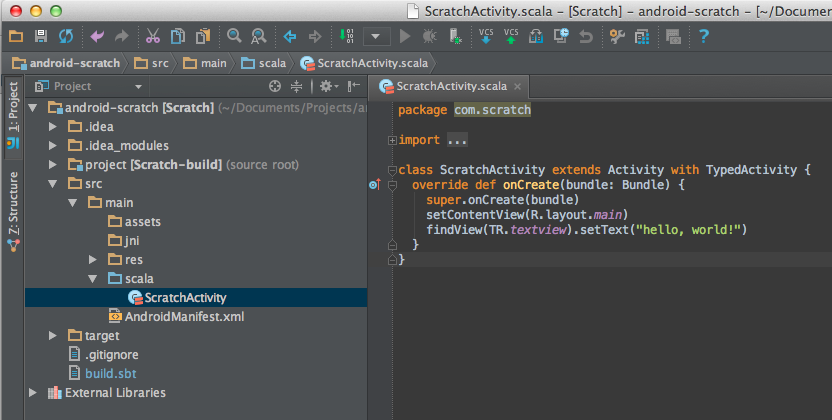 ScratchActivity.scala – [Scratch] – android-scratch – [~/Documen
VCS VCS
android-scratch src main scala ScratchActivity.scala
1: Project
Z: Structure
Project
android-scratch [Scratch] (~/Documents/Projects/an
.idea
.idea_modules
project [Scratch-build] (source root)
src
main
assets
jni
res
scala
ScratchActivity
AndroidManifest.xml
target
.gitignore
build.sbt
External Libraries
ScratchActivity.scala
package com.scratch
import ...
class ScratchActivity extends Activity with TypedActivity {
override def onCreate(bundle: Bundle) {
super.onCreate(bundle)
setContentView(R.layout.main)
findView(TR.textview).setText("hello, world!")
}
}